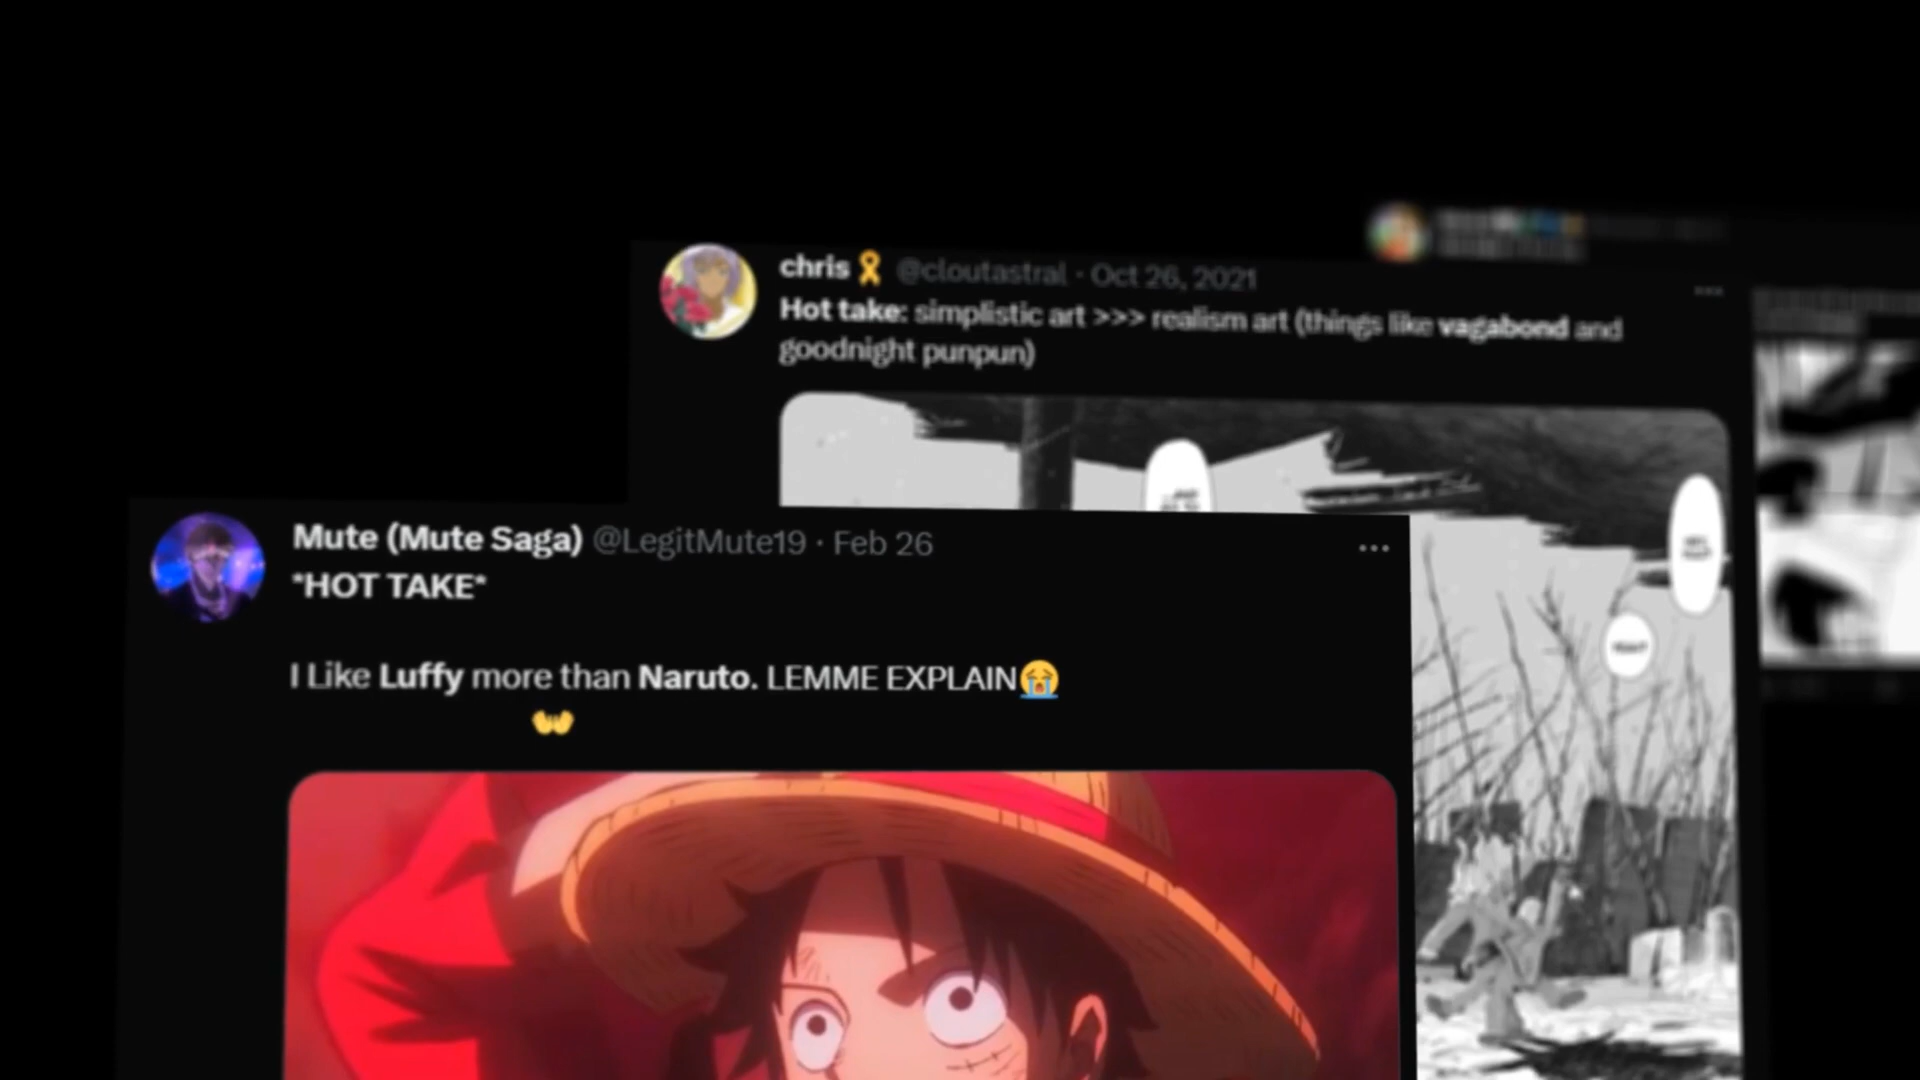 chris🎗 @cloutastral · Oct 26, 2021
Hot take: simplistic art >>> realism art (things like vagabond and
goodnight punpun)
Mute (Mute Saga) @LegitMute19 · Feb 26
*HOT TAKE*
I Like Luffy more than Naruto. LEMME EXPLAIN😭
👐